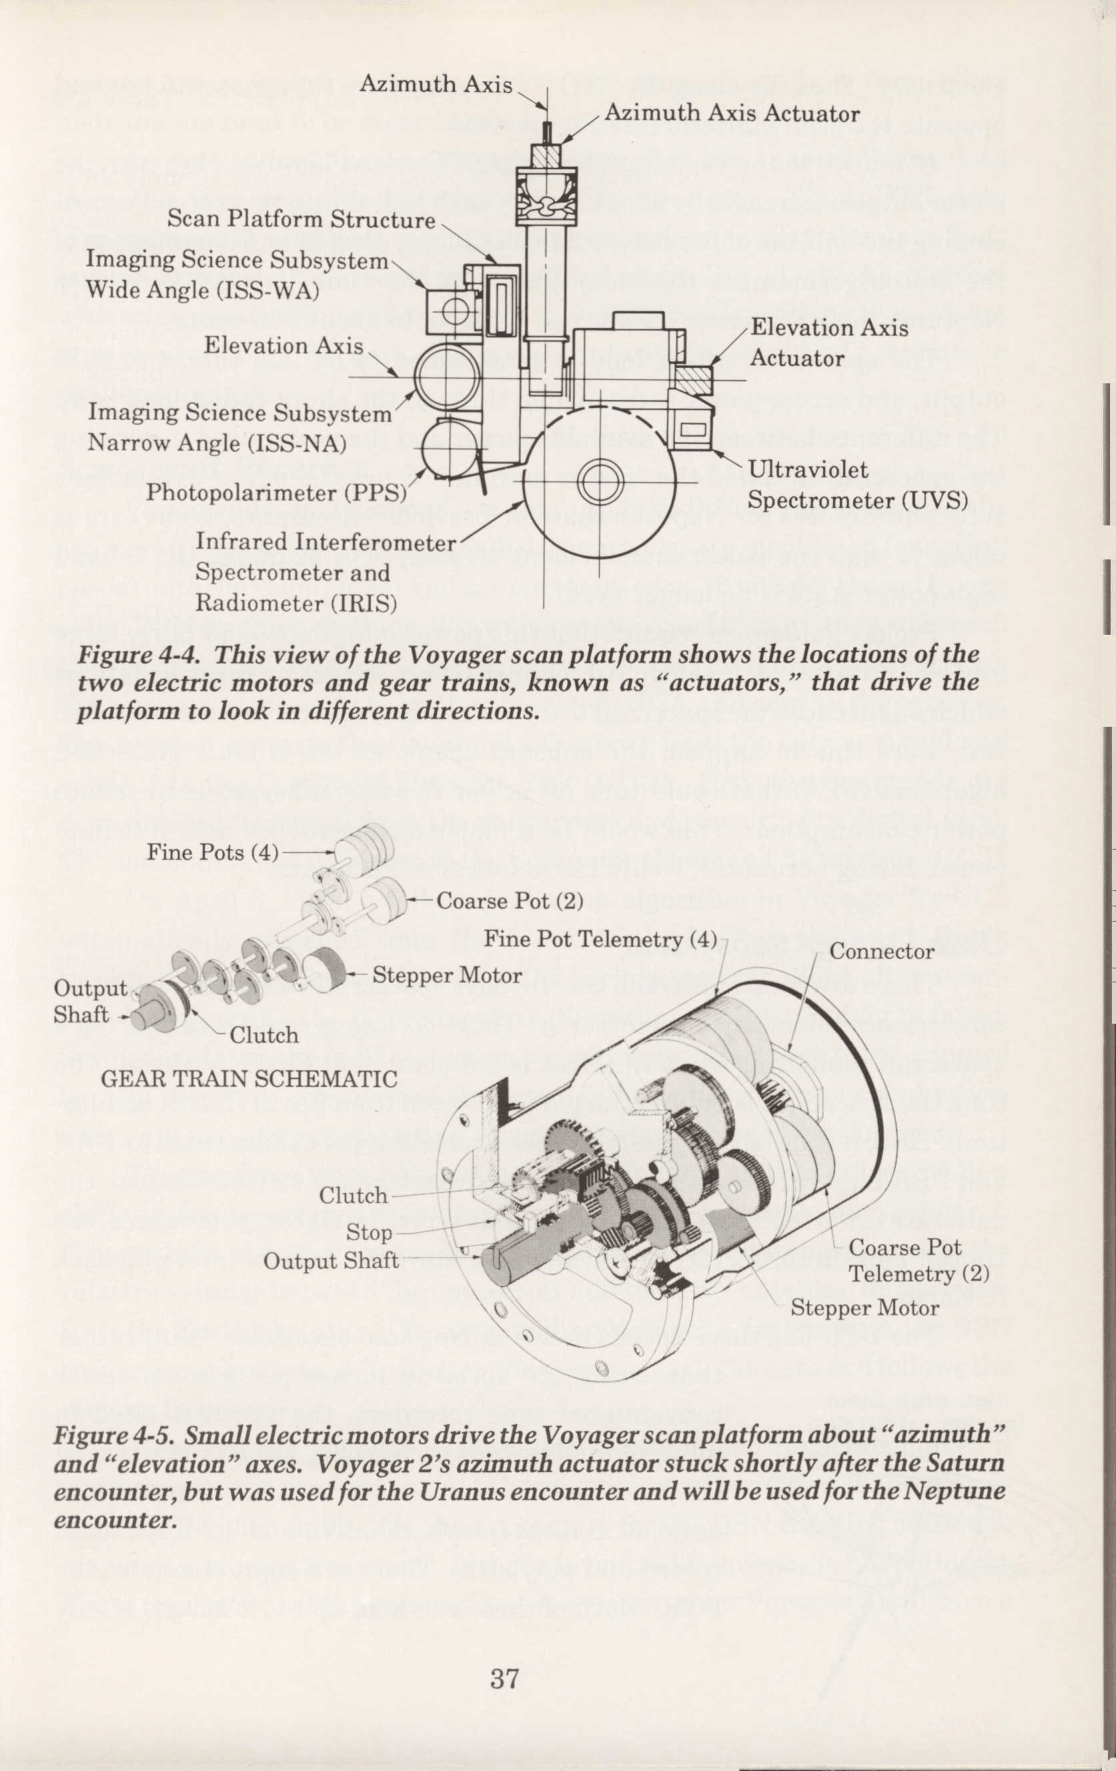 Azimuth Axis
Azimuth Axis Actuator
Scan Platform Structure
Imaging Science Subsystem
Wide Angle (ISS-WA)
Elevation Axis
Actuator
Elevation Axis
Imaging Science Subsystem
Narrow Angle (ISS-NA)
Ultraviolet
Spectrometer (UVS)
Photopolarimeter (PPS)
Infrared Interferometer
Spectrometer and
Radiometer (IRIS)
Figure 4-4. This view of the Voyager scan platform shows the locations of the
two electric motors and gear trains, known as “actuators,” that drive the
platform to look in different directions.
Fine Pots (4)
Coarse Pot (2)
Fine Pot Telemetry (4)
Connector
Stepper Motor
Output
Shaft
Clutch
GEAR TRAIN SCHEMATIC
Clutch
Stop
Output Shaft
Coarse Pot
Telemetry (2)
Stepper Motor
Figure 4-5. Small electric motors drive the Voyager scan platform about “azimuth”
and “elevation” axes. Voyager 2’s azimuth actuator stuck shortly after the Saturn
encounter, but was used for the Uranus encounter and will be used for the Neptune
encounter.
37